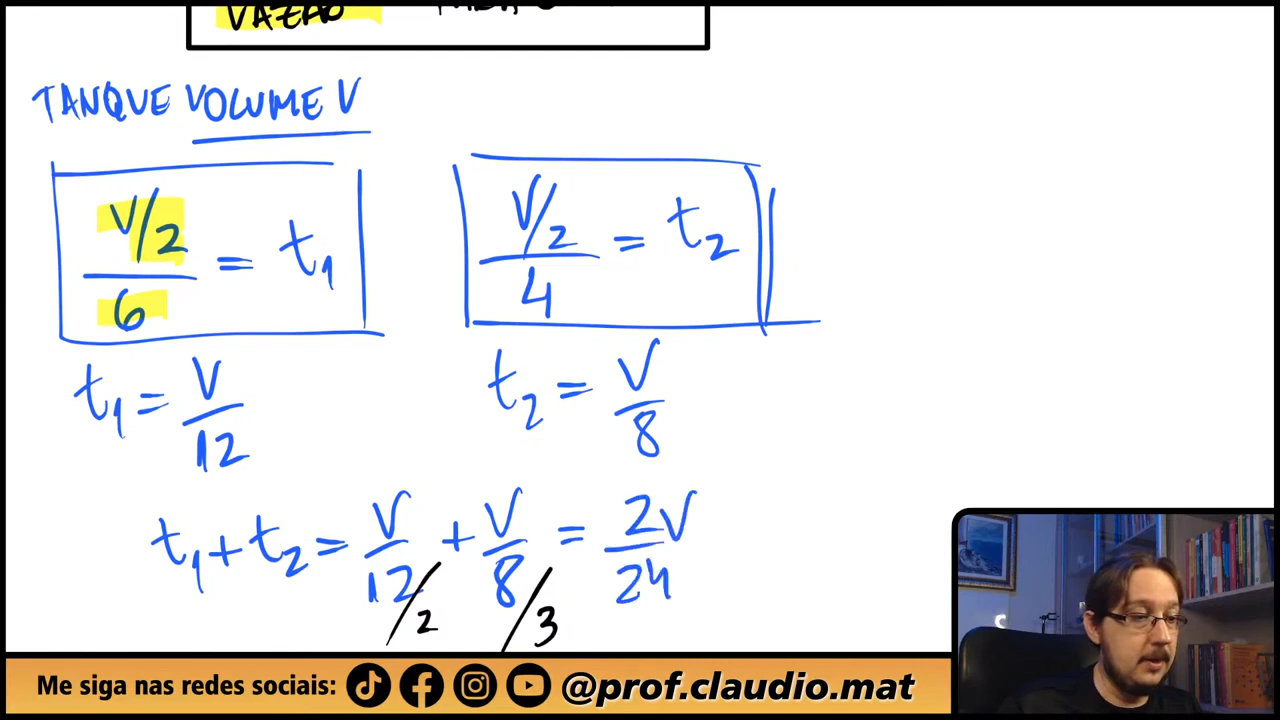 VAZÃO
TANQUE VOLUME V
V/2
6
= t₁
V/2
4
= t₂
t₁ = V/12
t₂ = V/8
t₁ + t₂ = V/12 + V/8 = 2V/24
/2 /3
Me siga nas redes sociais: @prof.claudio.mat